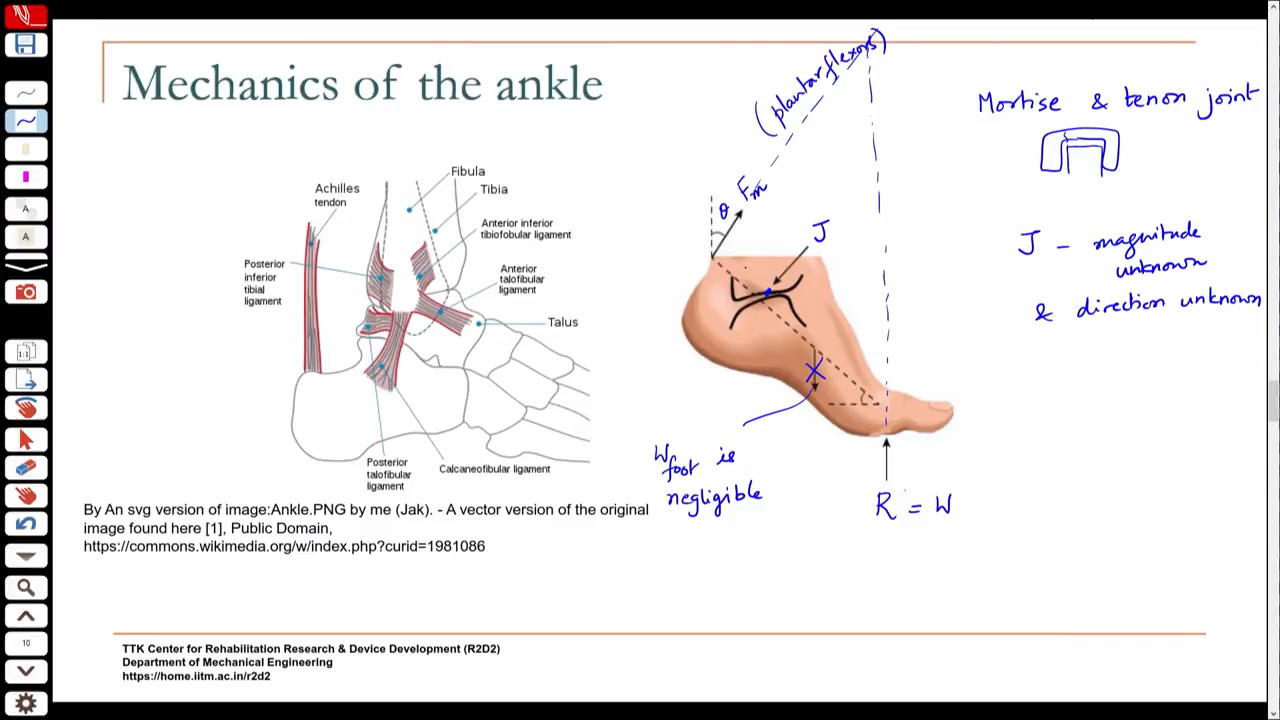 Mechanics of the ankle
Fibula
Tibia
Achilles
tendon
Anterior inferior
tibiofobular ligament
Posterior
inferior
tibial
ligament
Anterior
talofibular
ligament
Talus
Posterior
talofibular
ligament
Calcaneofibular ligament
(plantarflexors)
θ
Fm
J
Wfoot is
negligible
R = W
Mortise & tenon joint
J - magnitude
unknown
& direction unknown
By An svg version of image:Ankle.PNG by me (Jak). - A vector version of the original
image found here [1], Public Domain,
https://commons.wikimedia.org/w/index.php?curid=1981086
TTK Center for Rehabilitation Research & Device Development (R2D2)
Department of Mechanical Engineering
https://home.iitm.ac.in/r2d2
A
A
1:1
10